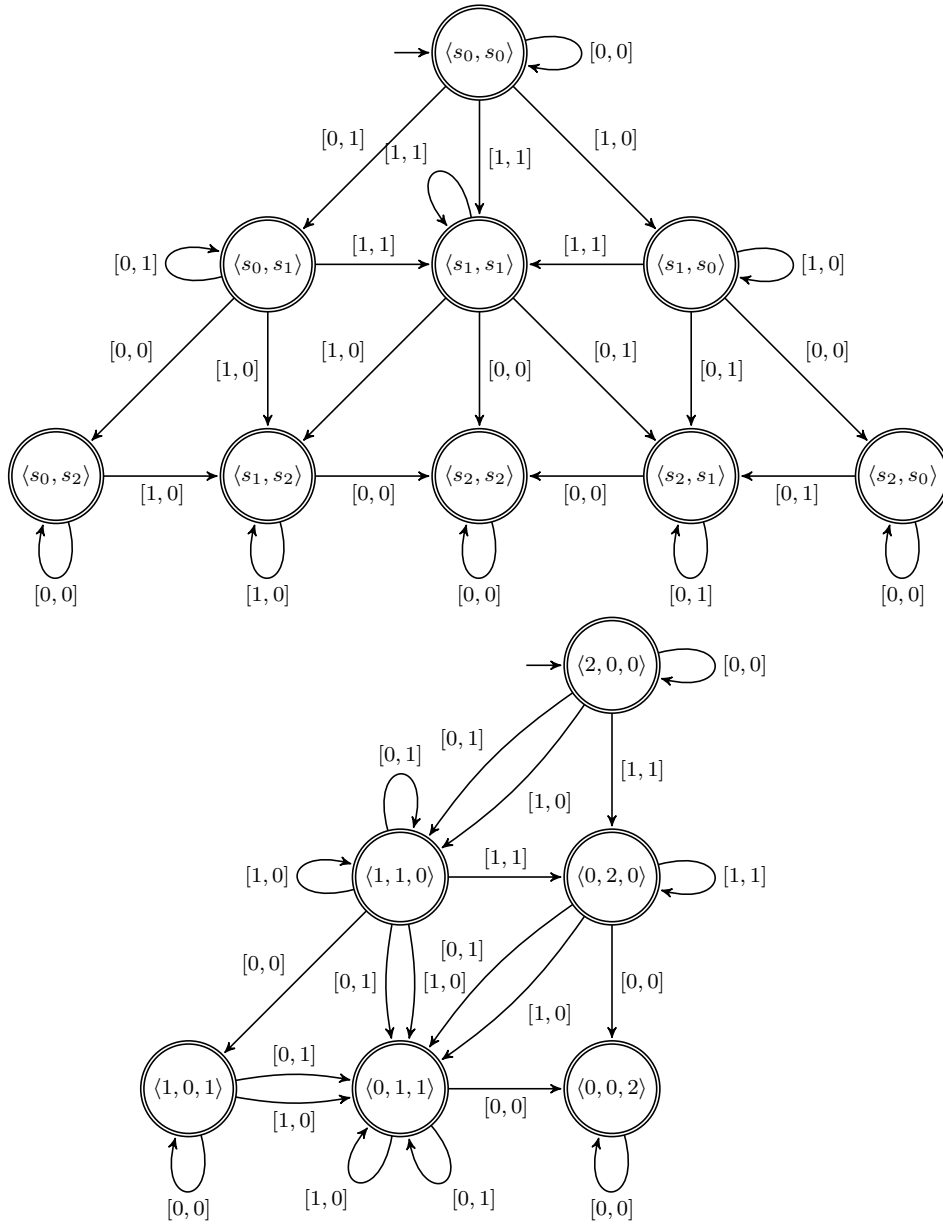 ⟨s₀, s₀⟩ [0, 0]
[0, 1] [1, 1] [1, 1] [1, 0]
[0, 1] ⟨s₀, s₁⟩ [1, 1] ⟨s₁, s₁⟩ [1, 1] ⟨s₁, s₀⟩ [1, 0]
[0, 0] [1, 0] [1, 0] [0, 0] [0, 1] [0, 1] [0, 0]
⟨s₀, s₂⟩ [1, 0] ⟨s₁, s₂⟩ [0, 0] ⟨s₂, s₂⟩ [0, 0] ⟨s₂, s₁⟩ [0, 1] ⟨s₂, s₀⟩
[0, 0] [1, 0] [0, 0] [0, 1] [0, 0]
⟨2, 0, 0⟩ [0, 0]
[0, 1] [0, 1] [1, 0] [1, 1]
[1, 0] ⟨1, 1, 0⟩ [1, 1] ⟨0, 2, 0⟩ [1, 1]
[0, 0] [0, 1] [1, 0] [0, 1] [1, 0] [0, 0]
⟨1, 0, 1⟩ [0, 1] [1, 0] ⟨0, 1, 1⟩ [0, 0] ⟨0, 0, 2⟩
[0, 0] [1, 0] [0, 1] [0, 0]